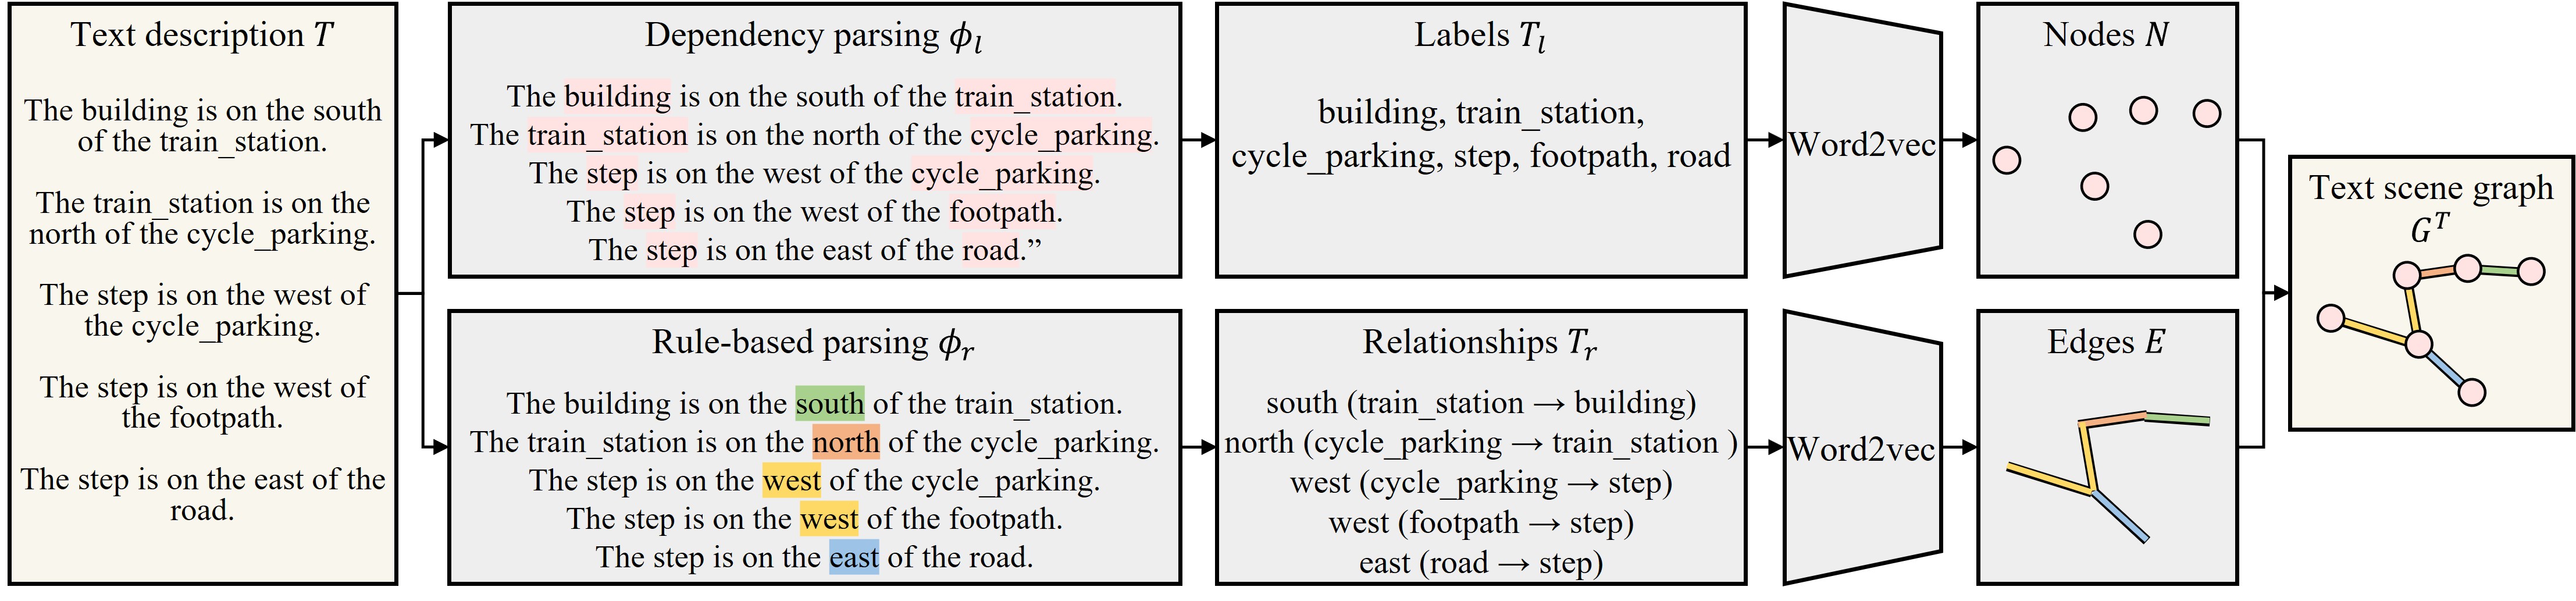 Text description T
The building is on the south
of the train_station.
The train_station is on the
north of the cycle_parking.
The step is on the west of
the cycle_parking.
The step is on the west of
the footpath.
The step is on the east of the
road.
Dependency parsing ϕl
The building is on the south of the train_station.
The train_station is on the north of the cycle_parking.
The step is on the west of the cycle_parking.
The step is on the west of the footpath.
The step is on the east of the road.”
Labels Tl
building, train_station,
cycle_parking, step, footpath, road
Word2vec
Nodes N
Rule-based parsing ϕr
The building is on the south of the train_station.
The train_station is on the north of the cycle_parking.
The step is on the west of the cycle_parking.
The step is on the west of the footpath.
The step is on the east of the road.
Relationships Tr
south (train_station → building)
north (cycle_parking → train_station )
west (cycle_parking → step)
west (footpath → step)
east (road → step)
Word2vec
Edges E
Text scene graph
G^T